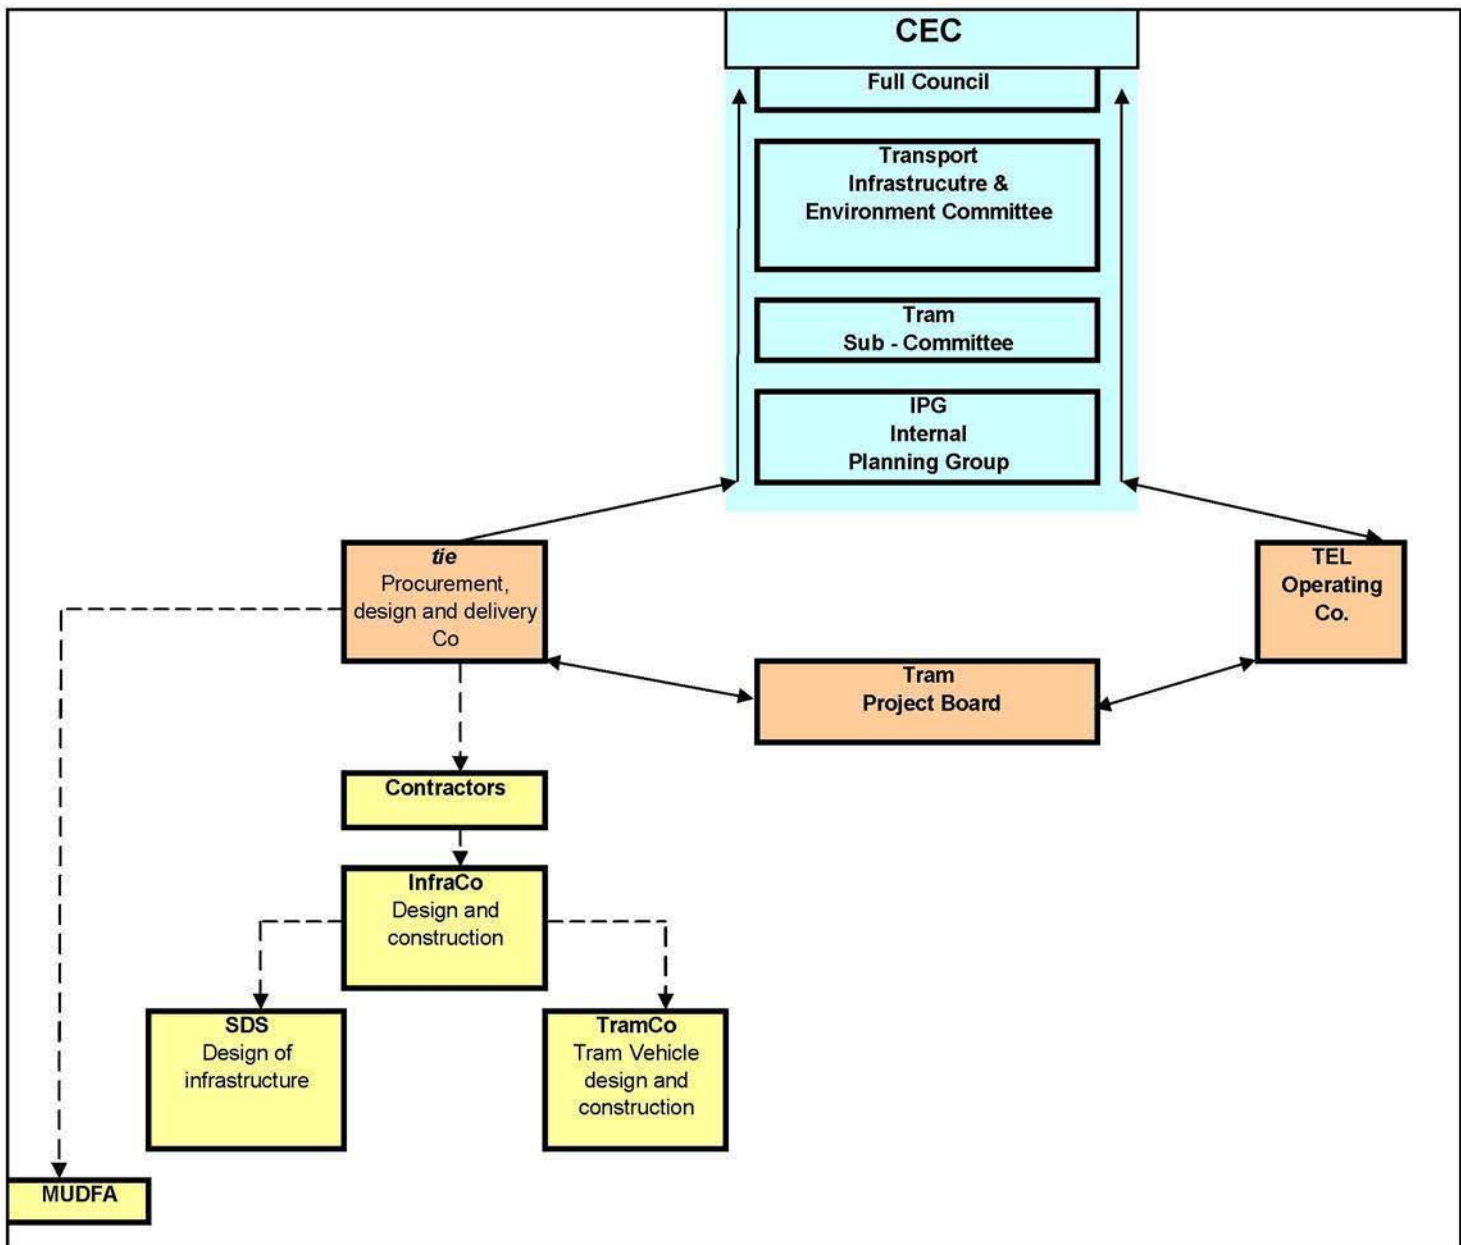 CEC
Full Council
Transport
Infrastrucutre &
Environment Committee
Tram
Sub - Committee
IPG
Internal
Planning Group
tie
Procurement,
design and delivery
Co
TEL
Operating
Co.
Tram
Project Board
Contractors
InfraCo
Design and
construction
SDS
Design of
infrastructure
TramCo
Tram Vehicle
design and
construction
MUDFA